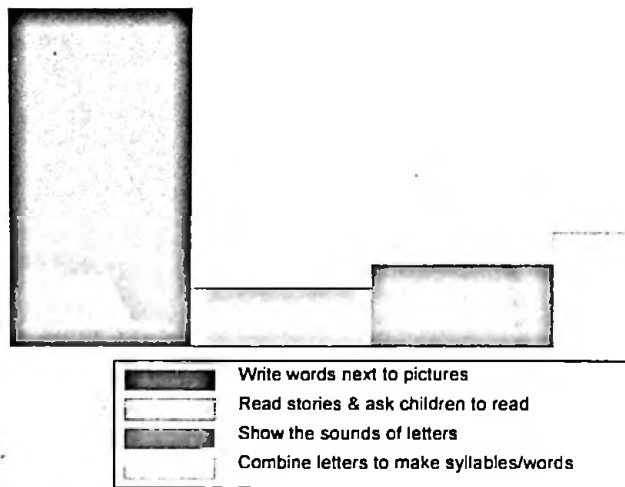 Write words next to pictures
Read stories & ask children to read
Show the sounds of letters
Combine letters to make syllables/words